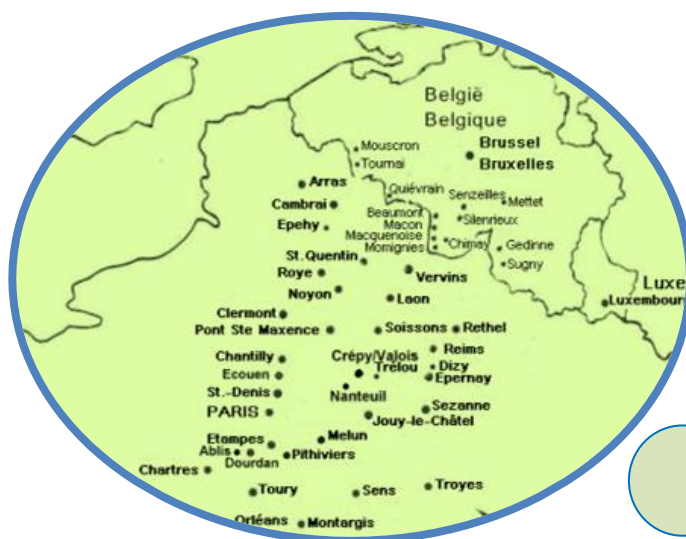 België
Belgique
Brussel
Bruxelles
Mouscron
Tournai
Arras
Quiévrain
Cambrai
Senzeilles
Mettet
Beaumont
Silenrieux
Epehy
Macon
Macquenoise
Momignies
Chimay
Gedinne
St.Quentin
Sugny
Roye
Vervins
Noyon
Laon
Luxe
Luxembour
Clermont
Pont Ste Maxence
Soissons
Rethel
Chantilly
Crépy/Valois
Reims
Trélou
Dizy
Ecouen
Epernay
Nanteuil
St.-Denis
PARIS
Sezanne
Jouy-le-Châtel
Etampes
Melun
Ablis
Dourdan
Pithiviers
Chartres
Toury
Sens
Troyes
Orléans
Montargis